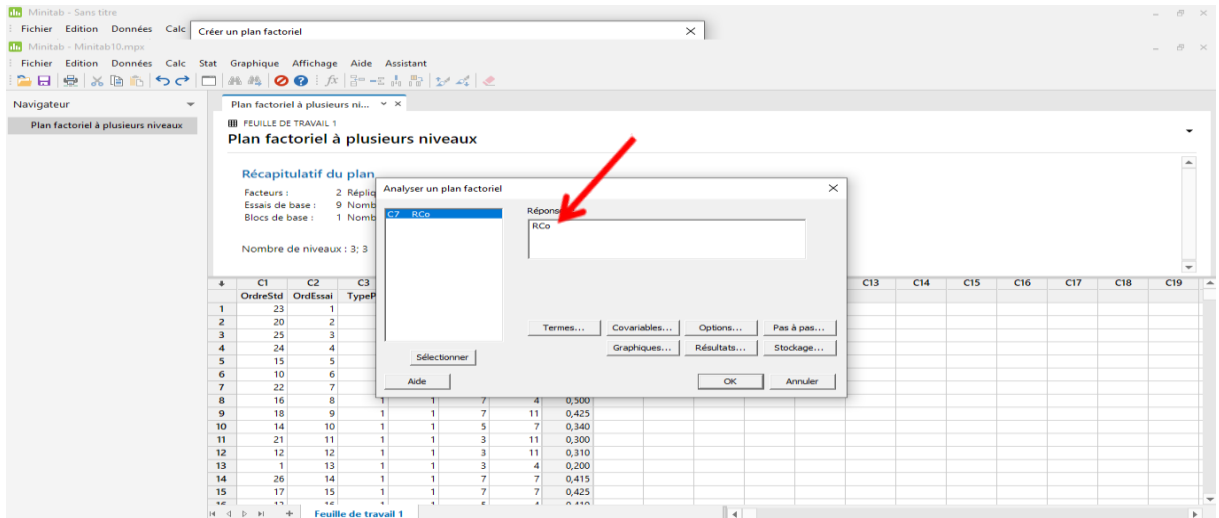 Minitab - Sans titre
Fichier Edition Données Calc
Créer un plan factoriel
Minitab - Minitab10.mpx
Fichier Edition Données Calc Stat Graphique Affichage Aide Assistant
Navigateur
Plan factoriel à plusieurs ni...
Plan factoriel à plusieurs niveaux
FEUILLE DE TRAVAIL 1
Plan factoriel à plusieurs niveaux
Récapitulatif du plan
Facteurs : 2 Répliq
Essais de base : 9 Nomb
Blocs de base : 1 Nomb
Nombre de niveaux : 3; 3
Analyser un plan factoriel
C7 RCo
RCo
Termes... Covariables... Options... Pas à pas...
Graphiques... Résultats... Stockage...
Sélectionner
Aide OK Annuler
C1 C2 C3 C13 C14 C15 C16 C17 C18 C19
OrdreStd OrdEssai TypeP
1 23 1
2 20 2
3 25 3
4 24 4
5 15 5
6 10 6
7 22 7
8 16 8 1 1 7 4 0,500
9 18 9 1 1 7 11 0,425
10 14 10 1 1 5 7 0,340
11 21 11 1 1 3 11 0,300
12 12 12 1 1 3 11 0,310
13 1 13 1 1 3 4 0,200
14 26 14 1 1 7 7 0,415
15 17 15 1 1 7 7 0,425
Feuille de travail 1